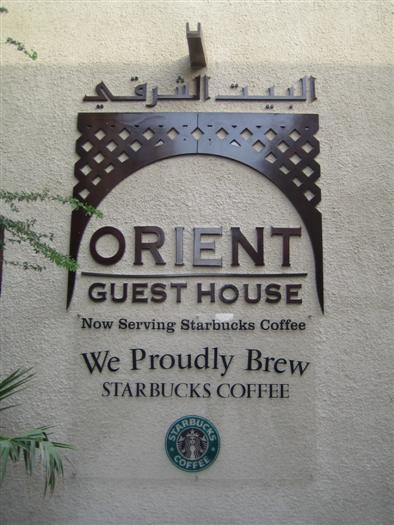 البيت الشرقي
ORIENT
GUEST HOUSE
Now Serving Starbucks Coffee
We Proudly Brew
STARBUCKS COFFEE
STARBUCKS
COFFEE